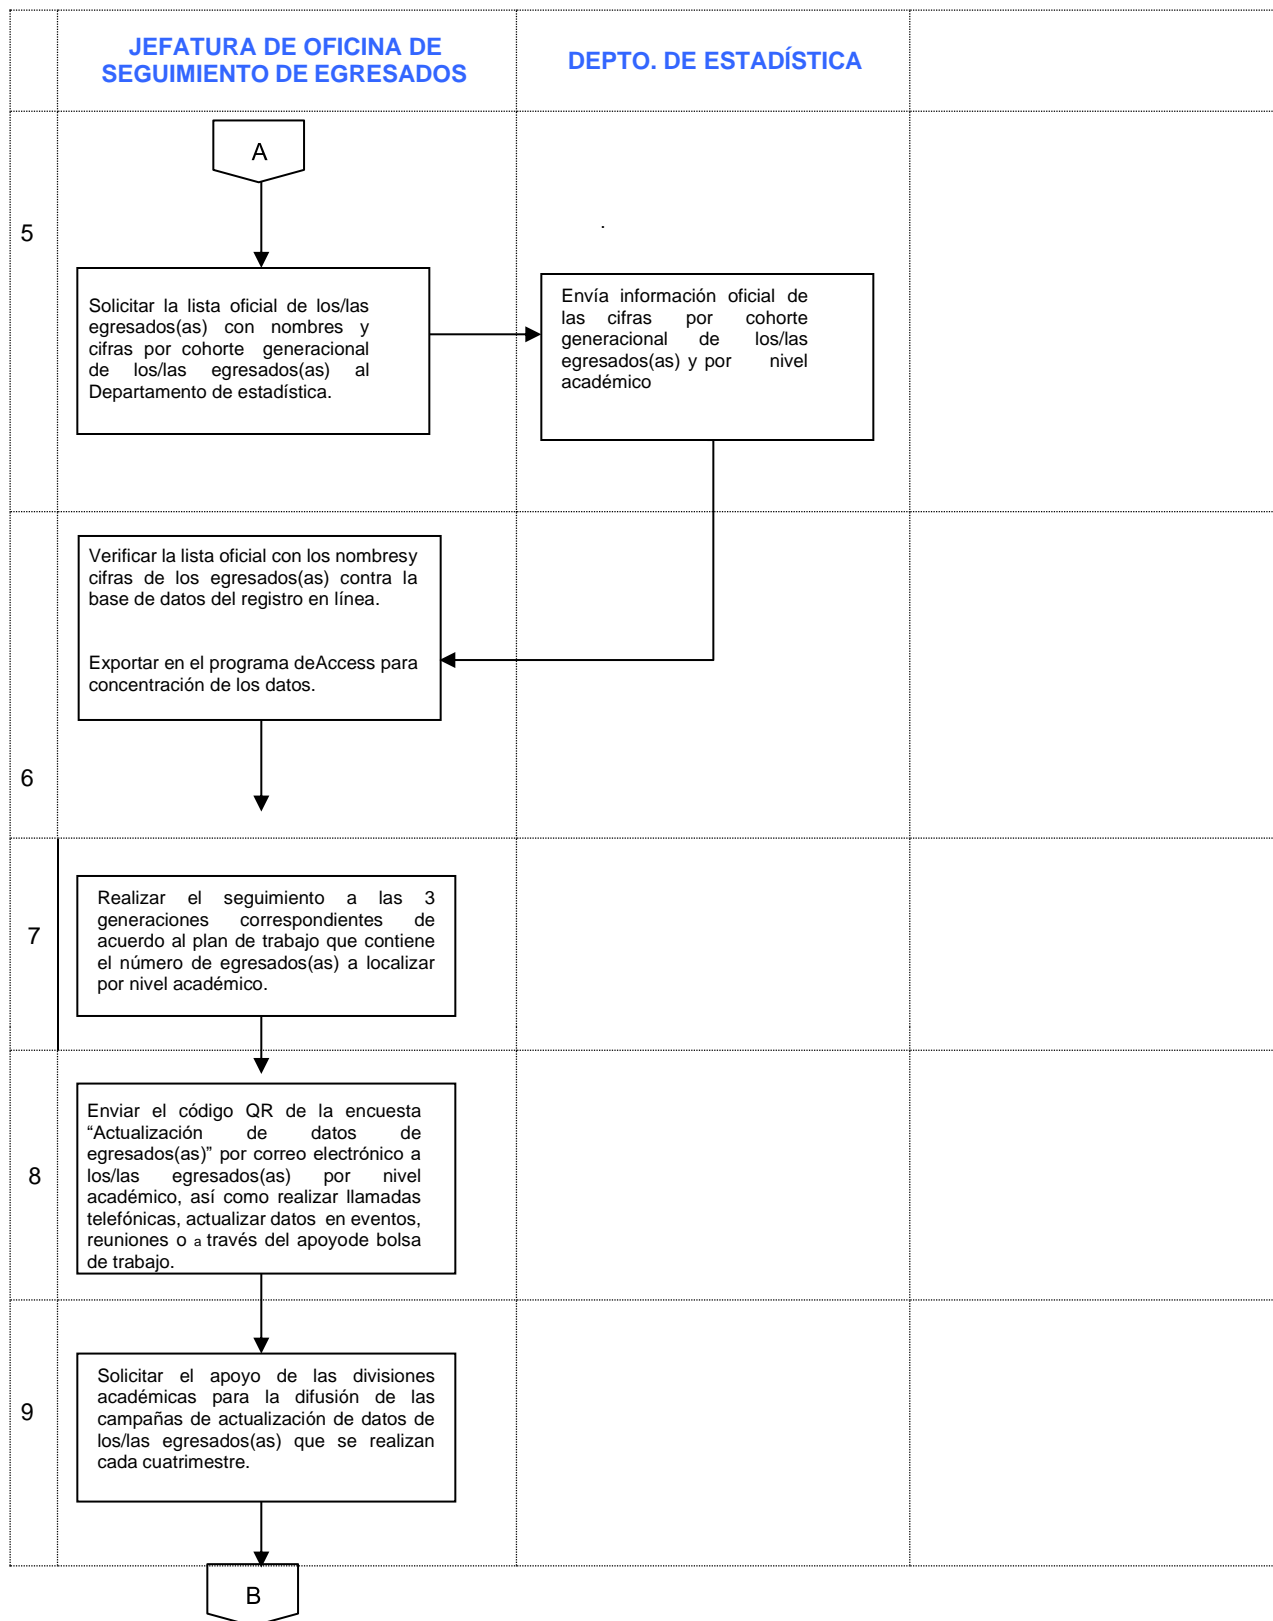 JEFATURA DE OFICINA DE
SEGUIMIENTO DE EGRESADOS
DEPTO. DE ESTADÍSTICA
A
5
.
Solicitar la lista oficial de los/las
egresados(as) con nombres y
cifras por cohorte generacional
de los/las egresados(as) al
Departamento de estadística.
Envía información oficial de
las cifras por cohorte
generacional de los/las
egresados(as) y por nivel
académico
Verificar la lista oficial con los nombresy
cifras de los egresados(as) contra la
base de datos del registro en línea.
Exportar en el programa deAccess para
concentración de los datos.
6
7
Realizar el seguimiento a las 3
generaciones correspondientes de
acuerdo al plan de trabajo que contiene
el número de egresados(as) a localizar
por nivel académico.
8
Enviar el código QR de la encuesta
“Actualización de datos de
egresados(as)” por correo electrónico a
los/las egresados(as) por nivel
académico, así como realizar llamadas
telefónicas, actualizar datos en eventos,
reuniones o a través del apoyode bolsa
de trabajo.
9
Solicitar el apoyo de las divisiones
académicas para la difusión de las
campañas de actualización de datos de
los/las egresados(as) que se realizan
cada cuatrimestre.
B